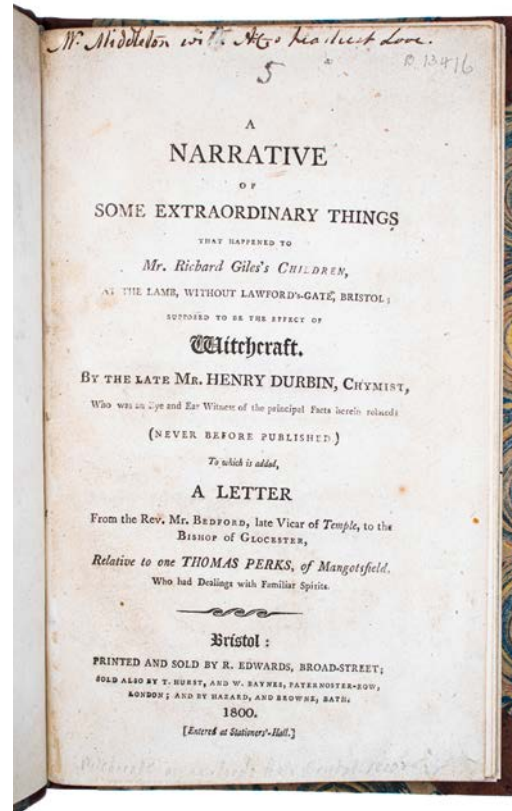 Middleton with
5
13416
A
NARRATIVE
OF
SOME EXTRAORDINARY THINGS
THAT HAPPENED TO
Mr. Richard Giles's CHILDREN,
AT THE LAMB, WITHOUT LAWFORD's-GATE, BRISTOL;
SUPPOSED TO BE THE EFFECT OF
Witchcraft.
BY THE LATE MR. HENRY DURBIN, CHYMIST,
Who was an Eye and Ear Witness of the principal Facts herein related:
(NEVER BEFORE PUBLISHED.)
To which is added,
A LETTER
From the Rev. Mr. BEDFORD, late Vicar of Temple, to the
BISHOP OF GLOCESTER,
Relative to one THOMAS PERKS, of Mangotsfield.
Who had Dealings with Familiar Spirits.
Bristol:
PRINTED AND SOLD BY R. EDWARDS, BROAD-STREET;
SOLD ALSO BY T. HURST, AND W. BAYNES, PATERNOSTER-ROW,
LONDON; AND BY HAZARD, AND BROWNE, BATH.
1800.
[Entered at Stationers'-Hall.]